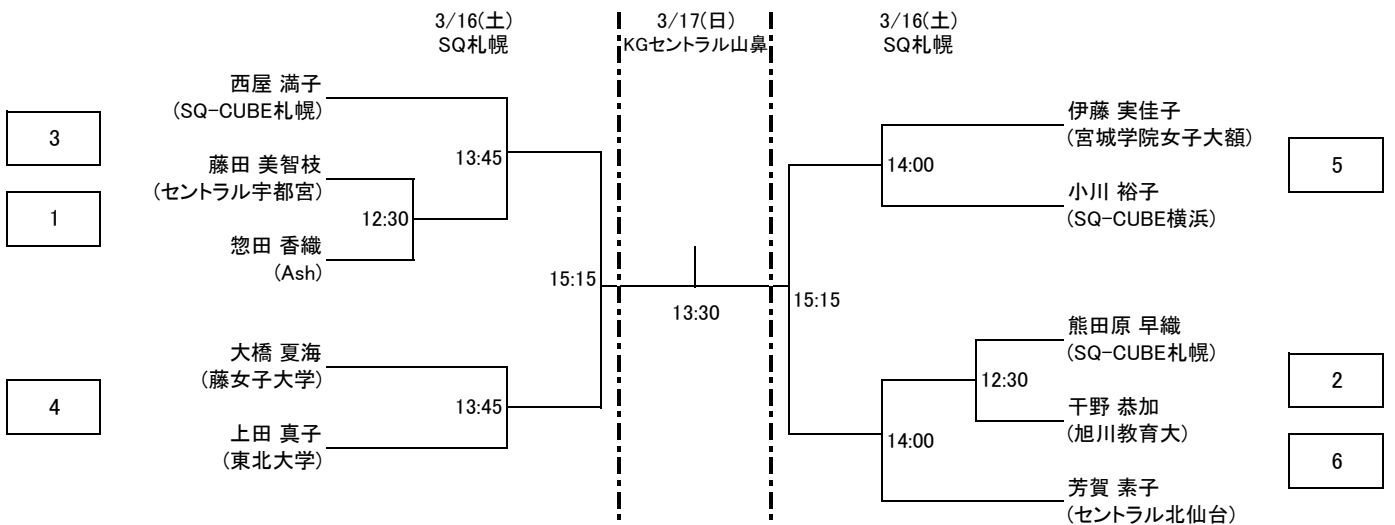 3/16(土)
SQ札幌
3/17(日)
KGセントラル山鼻
3/16(土)
SQ札幌
西屋 満子
(SQ-CUBE札幌)
3
藤田 美智枝
(セントラル宇都宮)
1
惣田 香織
(Ash)
12:30
13:45
大橋 夏海
(藤女子大学)
4
上田 真子
(東北大学)
13:45
15:15
13:30
15:15
伊藤 実佳子
(宮城学院女子大額)
5
14:00
小川 裕子
(SQ-CUBE横浜)
熊田原 早織
(SQ-CUBE札幌)
2
12:30
干野 恭加
(旭川教育大)
14:00
6
芳賀 素子
(セントラル北仙台)